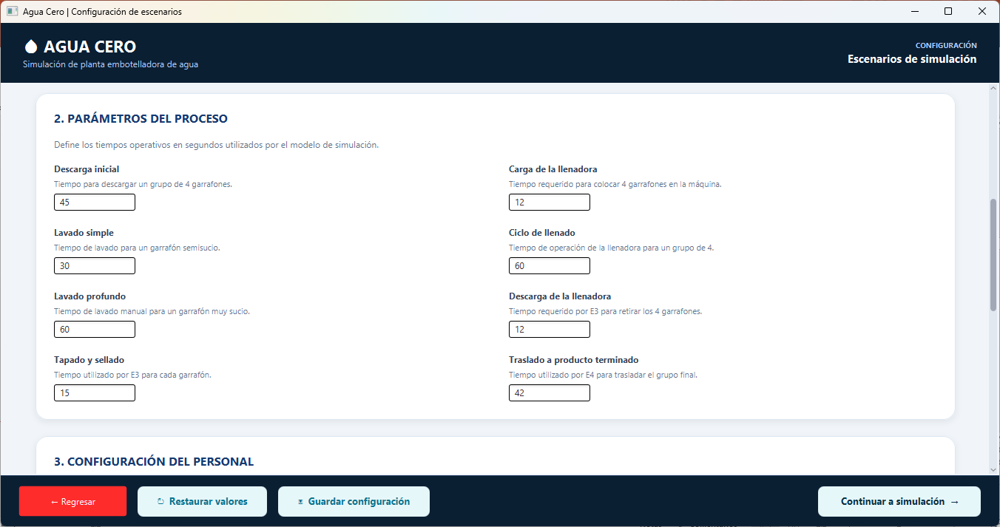 Agua Cero | Configuración de escenarios
AGUA CERO
Simulación de planta embotelladora de agua
CONFIGURACIÓN
Escenarios de simulación
2. PARÁMETROS DEL PROCESO
Define los tiempos operativos en segundos utilizados por el modelo de simulación.
Descarga inicial
Tiempo para descargar un grupo de 4 garrafones.
45
Carga de la llenadora
Tiempo requerido para colocar 4 garrafones en la máquina.
12
Lavado simple
Tiempo de lavado para un garrafón semisucio.
30
Ciclo de llenado
Tiempo de operación de la llenadora para un grupo de 4.
60
Lavado profundo
Tiempo de lavado manual para un garrafón muy sucio.
60
Descarga de la llenadora
Tiempo requerido por E3 para retirar los 4 garrafones.
12
Tapado y sellado
Tiempo utilizado por E3 para cada garrafón.
15
Traslado a producto terminado
Tiempo utilizado por E4 para trasladar el grupo final.
42
3. CONFIGURACIÓN DEL PERSONAL
← Regresar
↻ Restaurar valores
Guardar configuración
Continuar a simulación →